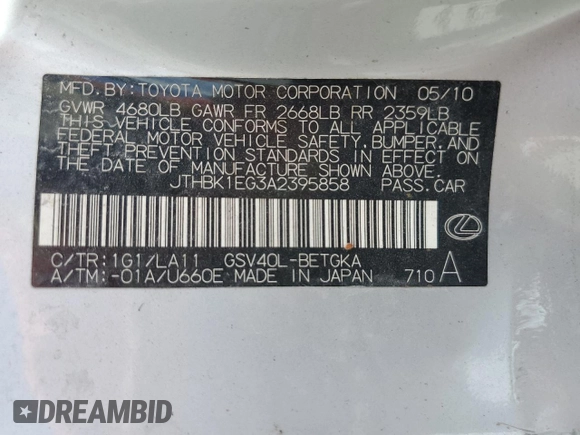 MFD. BY: TOYOTA MOTOR CORPORATION 05/10
GVWR 4680LB GAWR FR 2668LB RR 2359LB
THIS VEHICLE CONFORMS TO ALL APPLICABLE
FEDERAL MOTOR VEHICLE SAFETY, BUMPER, AND
THEFT PREVENTION STANDARDS IN EFFECT ON
THE DATE OF MANUFACTURE SHOWN ABOVE.
JTHBK1EG3A2395858 PASS.CAR
C/TR:1G1/LA11 GSV40L-BETGKA
A/TM:-01A/U660E MADE IN JAPAN 710 A
DREAMBID